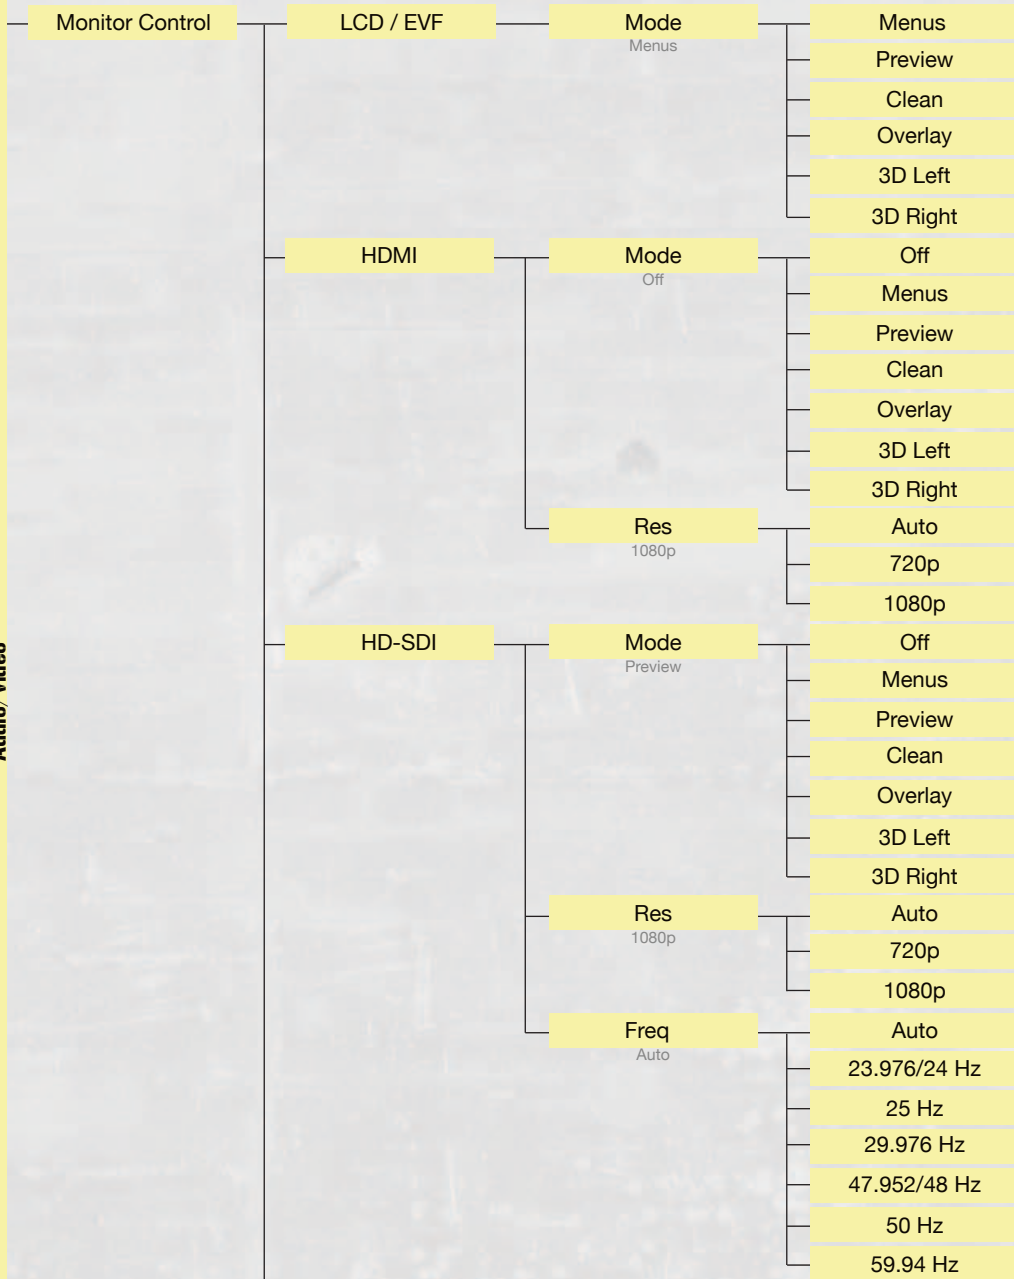 Monitor Control
LCD / EVF
Mode
Menus
Menus
Preview
Clean
Overlay
3D Left
3D Right
HDMI
Mode
Off
Off
Menus
Preview
Clean
Overlay
3D Left
3D Right
Res
1080p
Auto
720p
1080p
Audio/ Video
HD-SDI
Mode
Preview
Off
Menus
Preview
Clean
Overlay
3D Left
3D Right
Res
1080p
Auto
720p
1080p
Freq
Auto
Auto
23.976/24 Hz
25 Hz
29.976 Hz
47.952/48 Hz
50 Hz
59.94 Hz